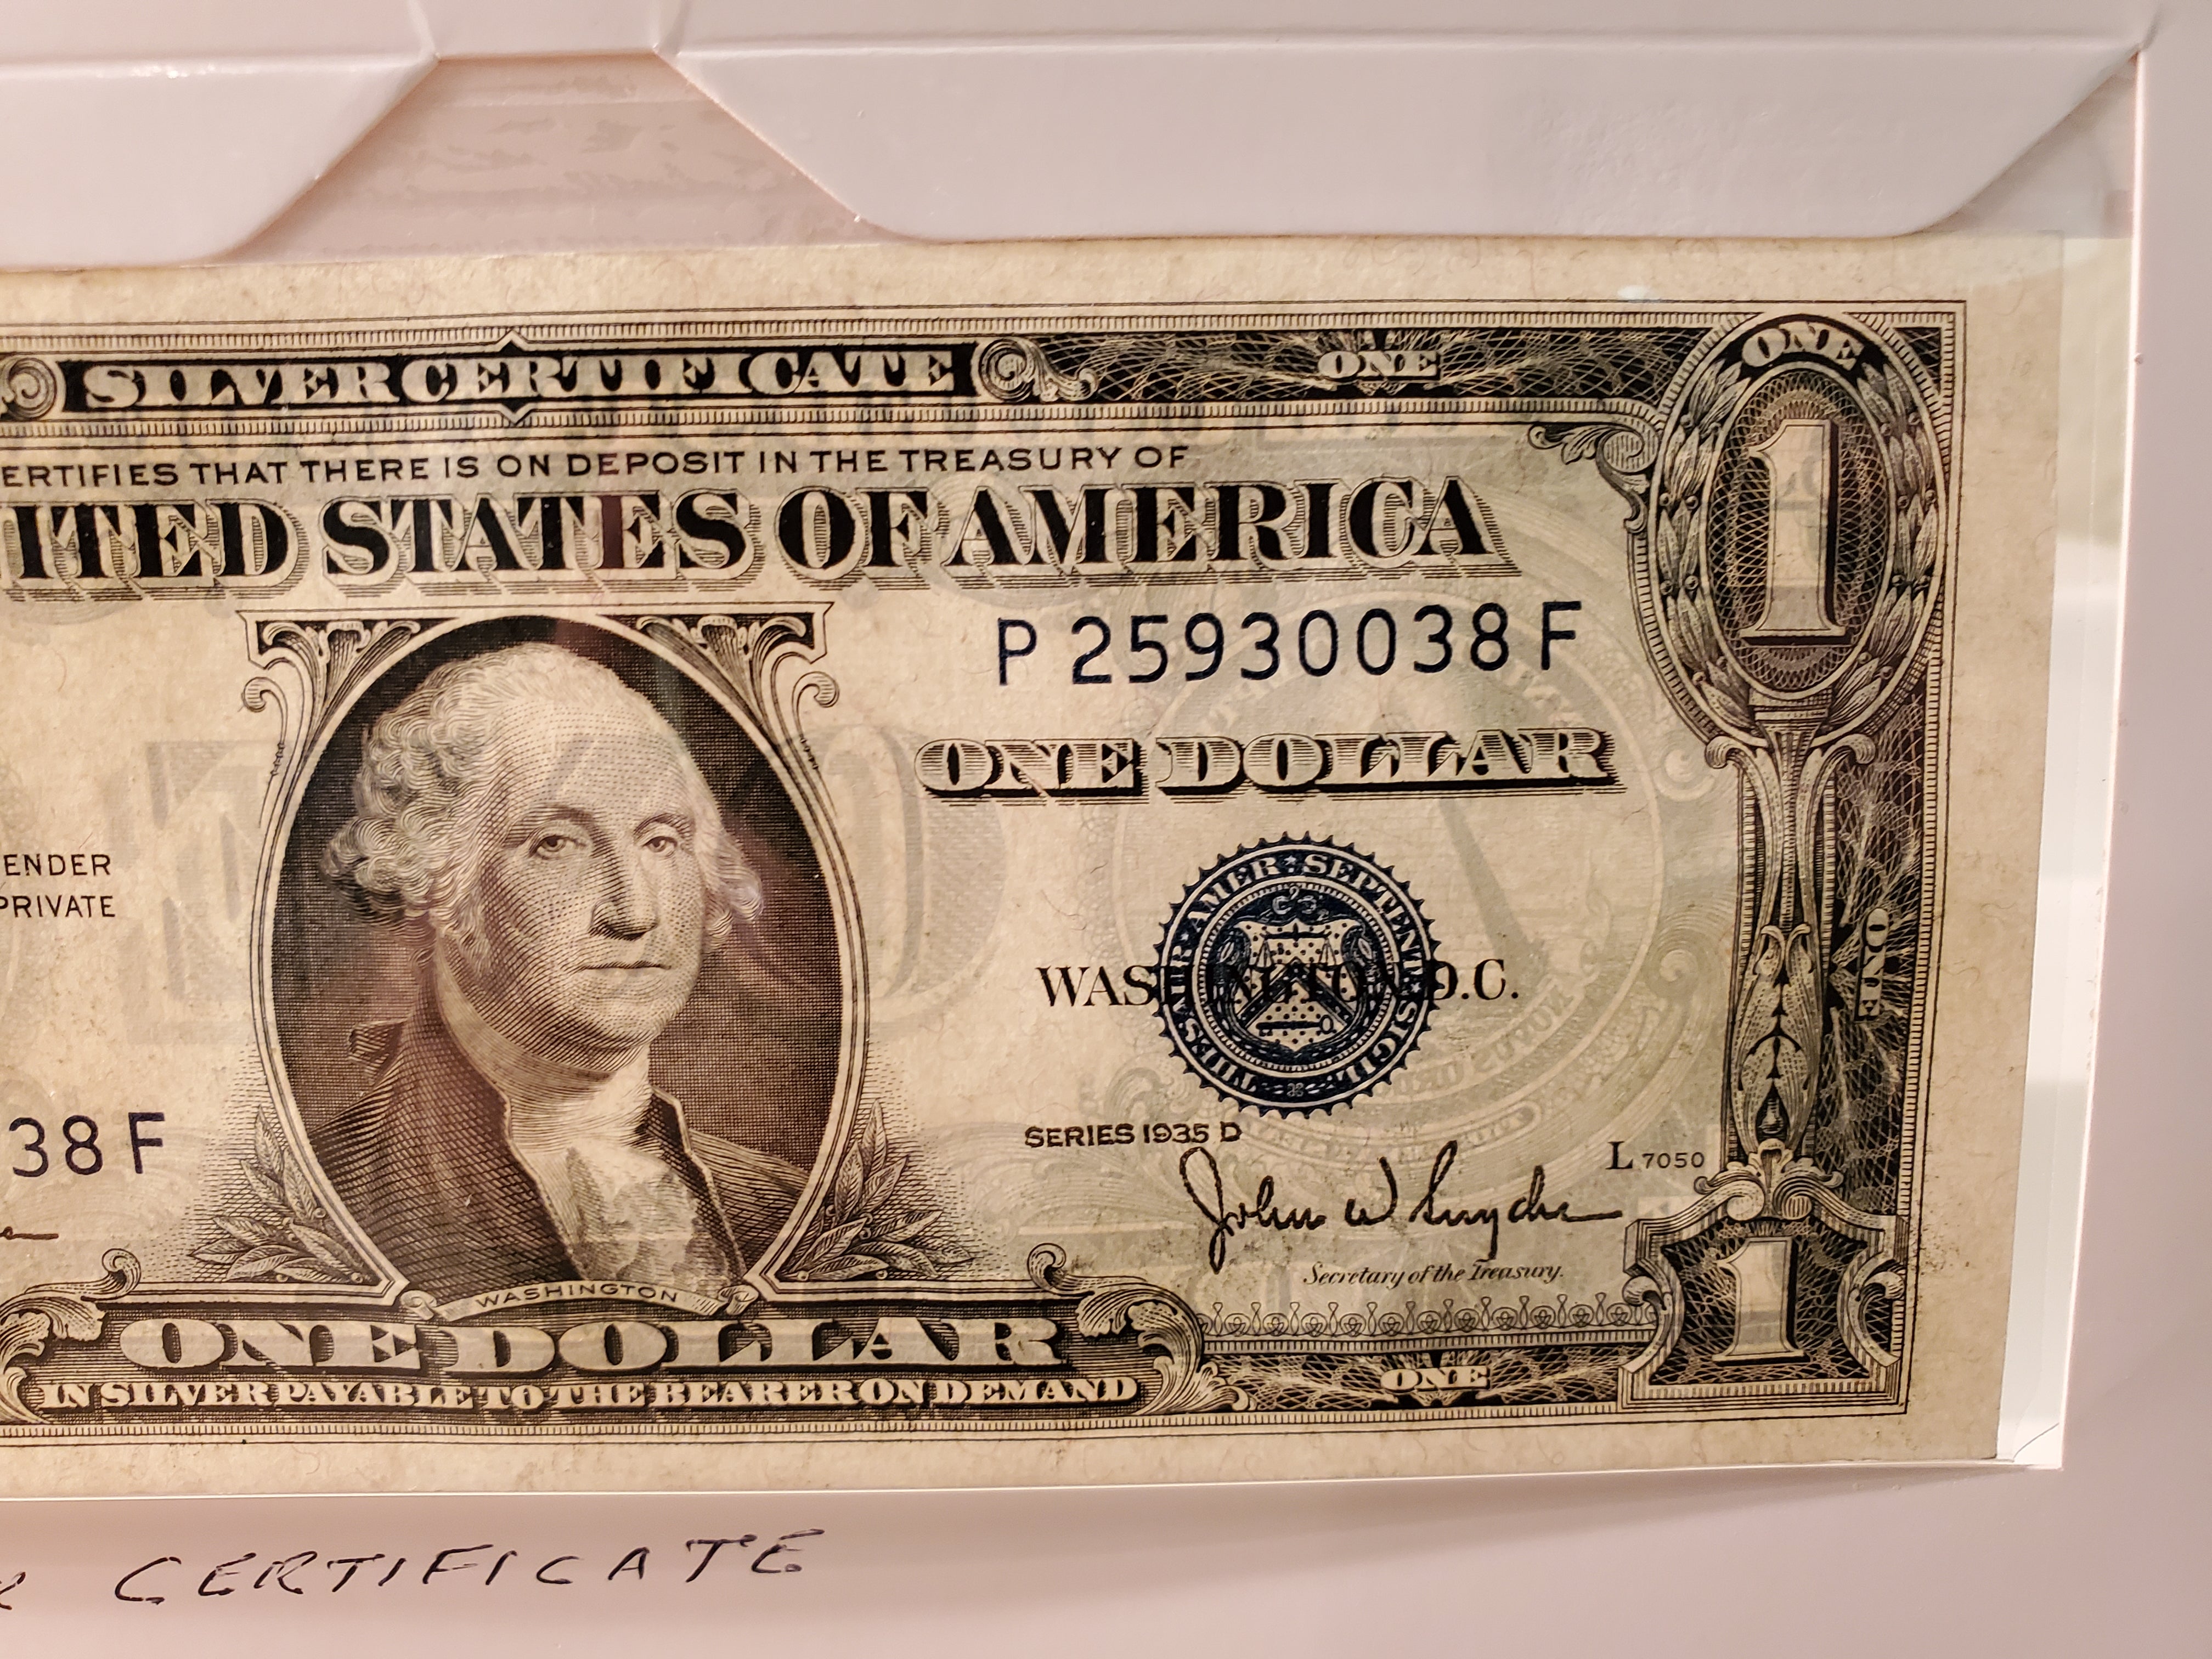 SILVER CERTIFICATE
ONE
ONE
ERTIFIES THAT THERE IS ON DEPOSIT IN THE TREASURY OF
ITED STATES OF AMERICA
1
P 25930038 F
ONE DOLLAR
ENDER
PRIVATE
ONE
WASHINGTON, D.C.
38 F
SERIES 1935 D
L 7050
John W Snyder
Secretary of the Treasury.
WASHINGTON
ONE DOLLAR
1
IN SILVER PAYABLE TO THE BEARER ON DEMAND
ONE
CERTIFICATE